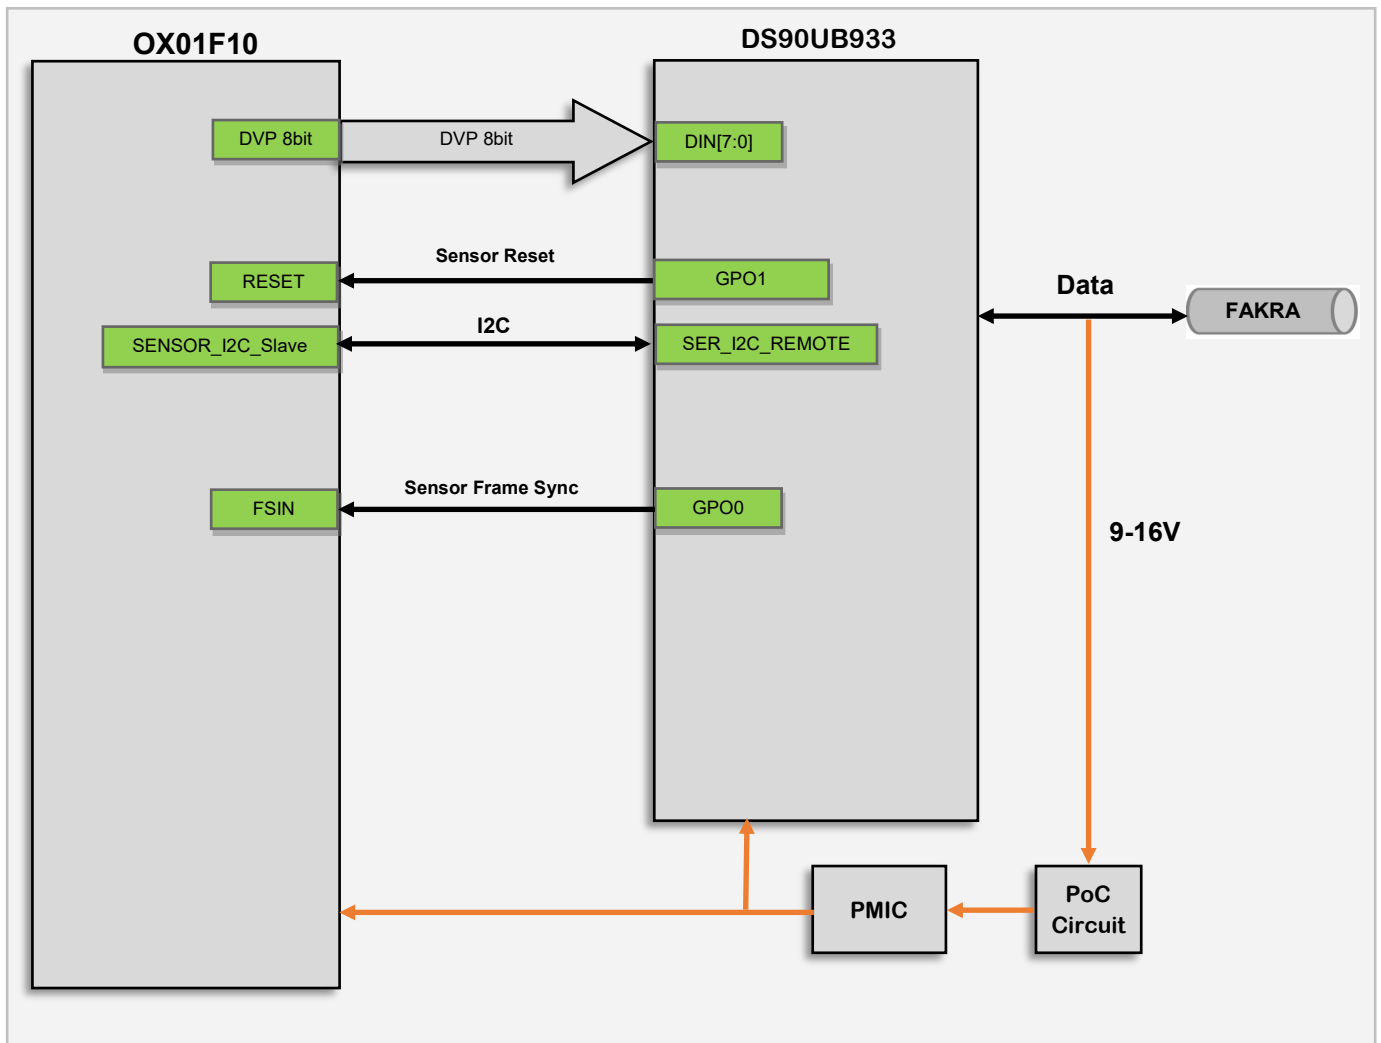 OX01F10
DS90UB933
DVP 8bit
DVP 8bit
DIN[7:0]
Sensor Reset
RESET
GPO1
Data
FAKRA
I2C
SENSOR_I2C_Slave
SER_I2C_REMOTE
Sensor Frame Sync
FSIN
GPO0
9-16V
PMIC
PoC
Circuit